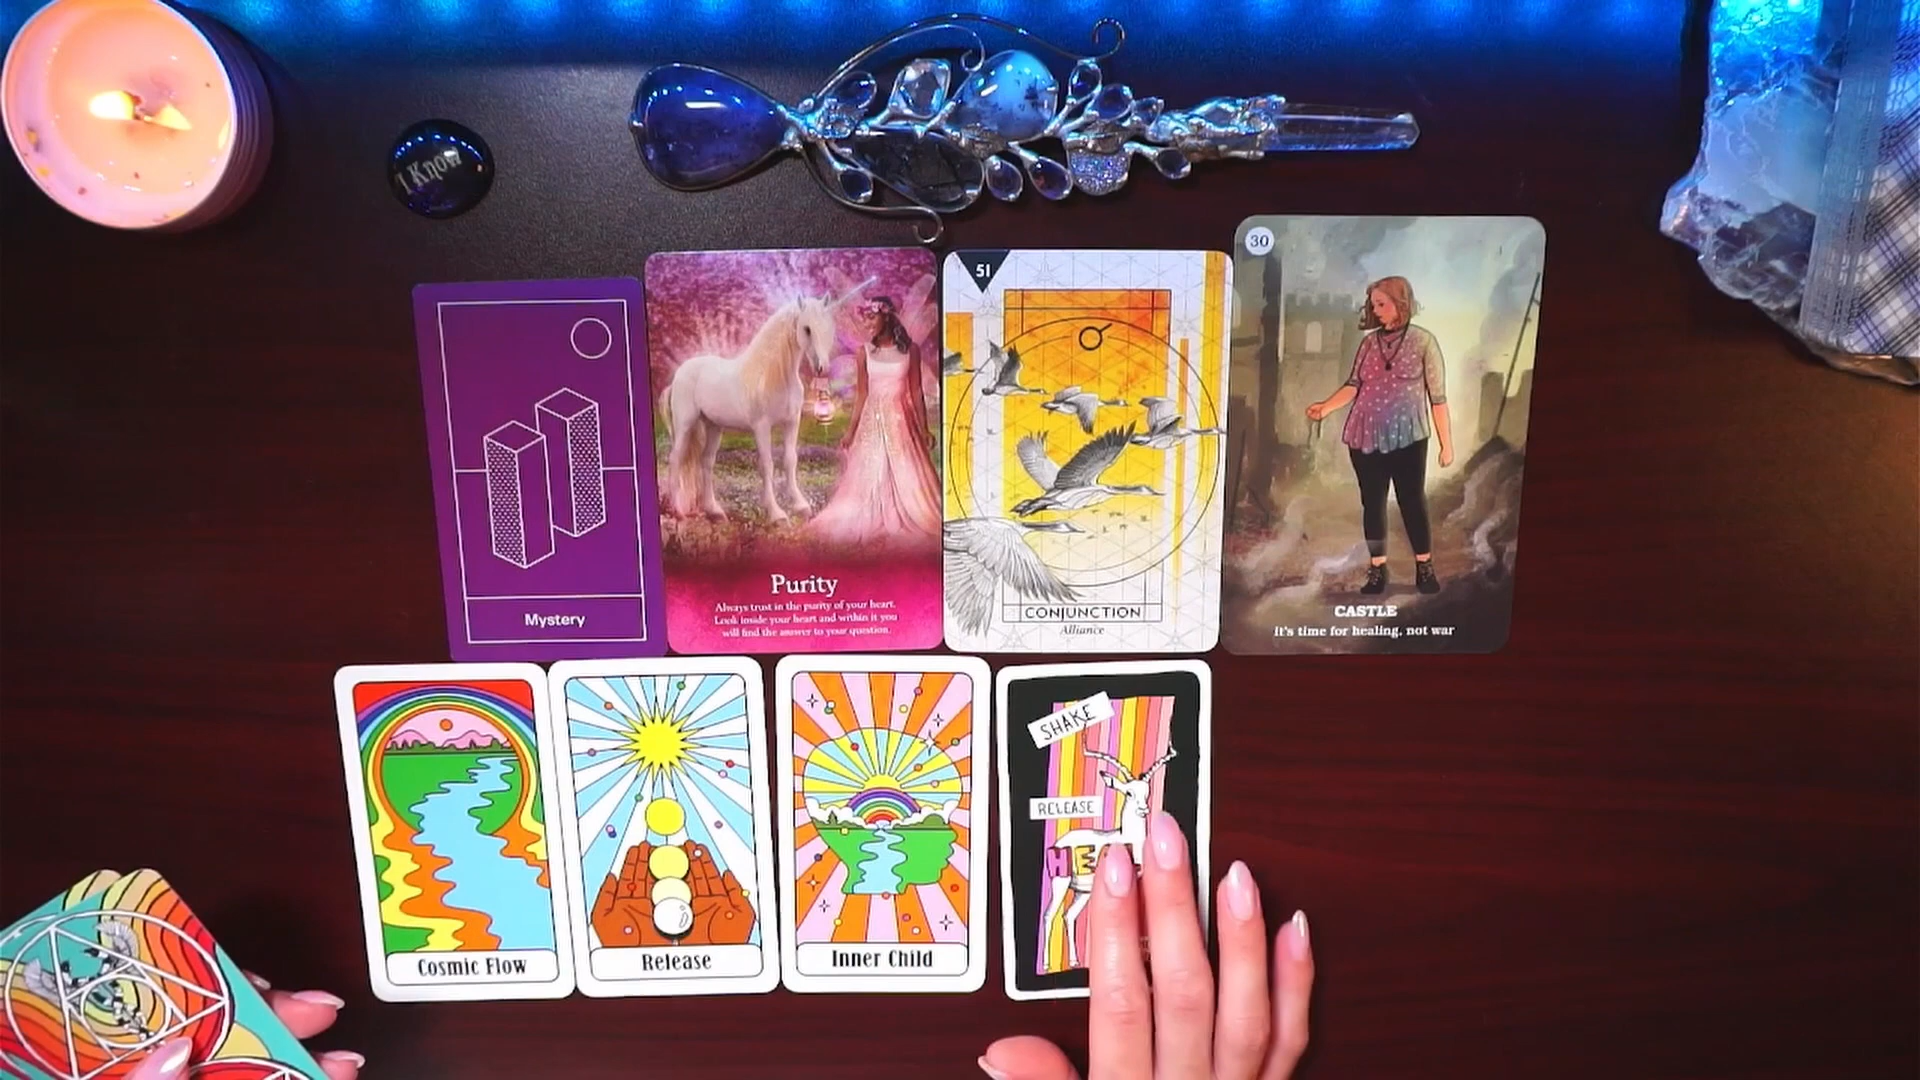 I Know
Mystery
Purity
Always trust in the purity of your heart.
Look inside your heart and within it you
will find the answer to your question.
51
CONJUNCTION
Alliance
30
CASTLE
It's time for healing, not war
Cosmic Flow
Release
Inner Child
SHAKE
RELEASE